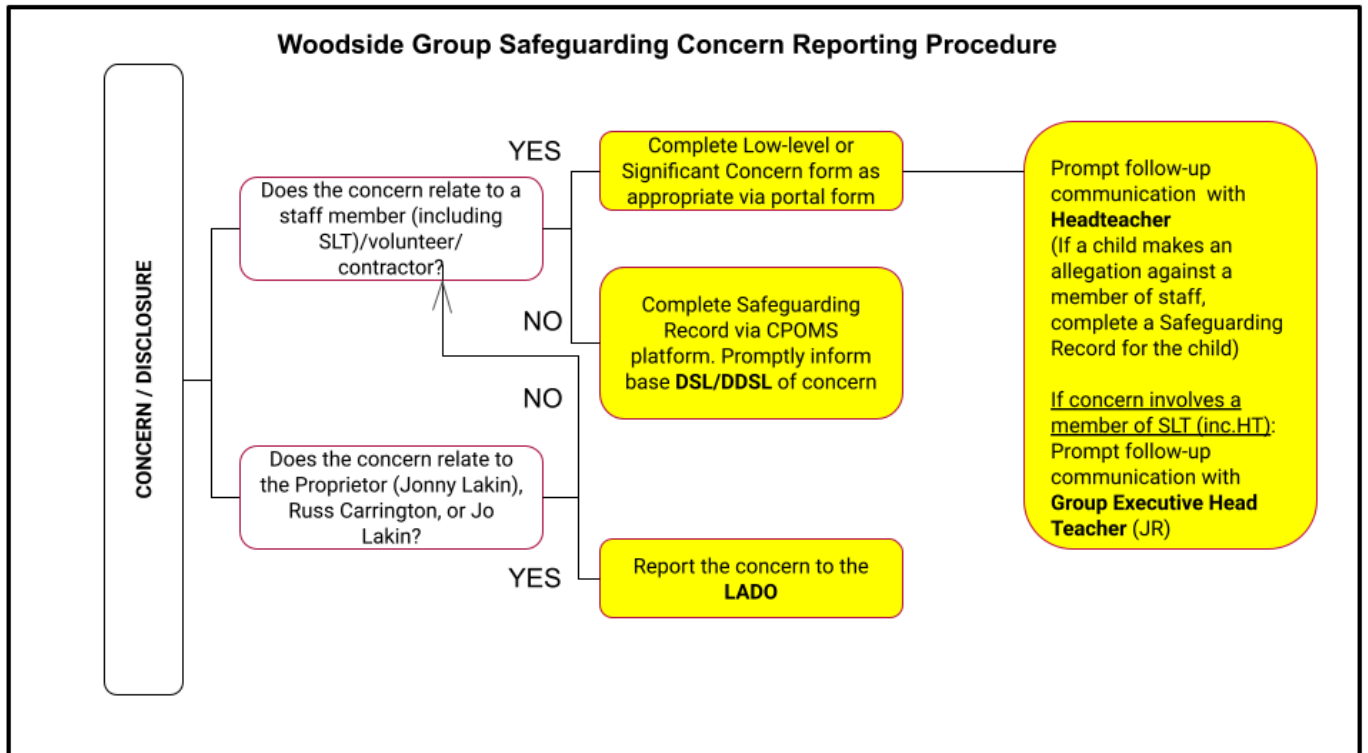 Woodside Group Safeguarding Concern Reporting Procedure
CONCERN / DISCLOSURE
Does the concern relate to a
staff member (including
SLT)/volunteer/
contractor?
YES
Complete Low-level or
Significant Concern form as
appropriate via portal form
Prompt follow-up
communication with
Headteacher
(If a child makes an
allegation against a
member of staff,
complete a Safeguarding
Record for the child)
If concern involves a
member of SLT (inc.HT):
Prompt follow-up
communication with
Group Executive Head
Teacher (JR)
NO
Complete Safeguarding
Record via CPOMS
platform. Promptly inform
base DSL/DDSL of concern
Does the concern relate to
the Proprietor (Jonny Lakin),
Russ Carrington, or Jo
Lakin?
NO
YES
Report the concern to the
LADO